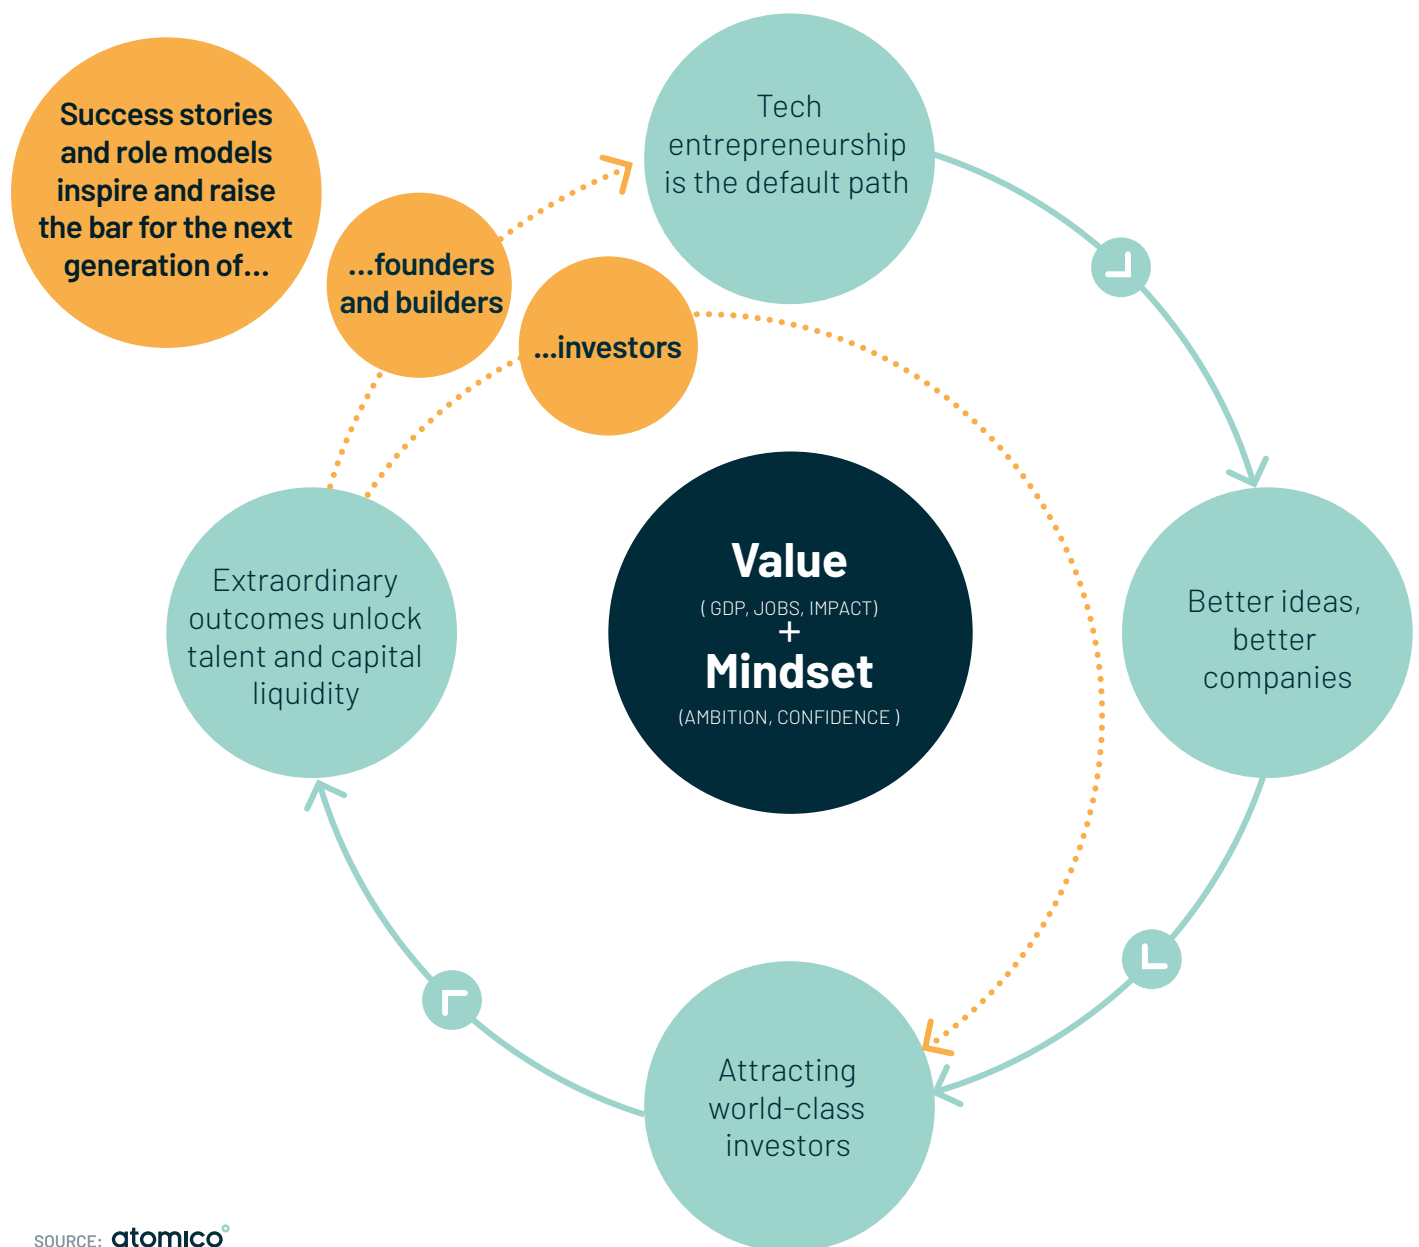 Success stories
and role models
inspire and raise
the bar for the next
generation of...
...founders
and builders
...investors
Tech
entrepreneurship
is the default path
Better ideas,
better
companies
Attracting
world-class
investors
Extraordinary
outcomes unlock
talent and capital
liquidity
Value
( GDP, JOBS, IMPACT)
+
Mindset
(AMBITION, CONFIDENCE )
SOURCE: atomico